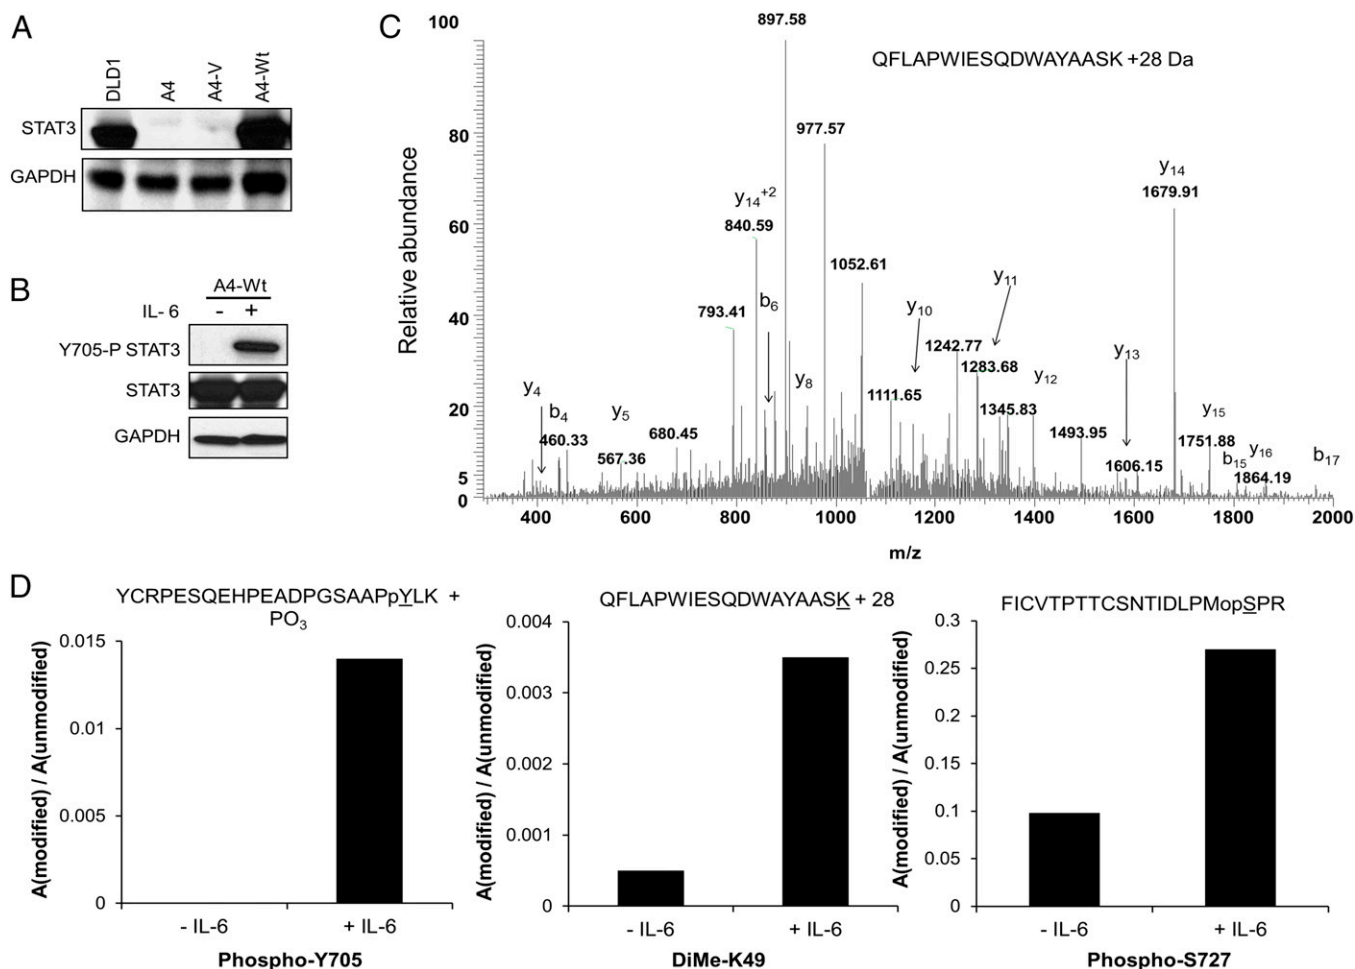 A
DLD1
A4
A4-V
A4-Wt
STAT3
GAPDH
B
A4-Wt
IL- 6
- +
Y705-P STAT3
STAT3
GAPDH
C
QFLAPWIESQDWAYAASK +28 Da
Relative abundance
100
80
60
40
20
5
0
897.58
977.57
y14+2
840.59
1052.61
793.41
b6
y14
1679.91
y11
y10
1242.77
1283.68
y13
y4
b4
460.33
y5
567.36
680.45
y8
1111.65
y12
1345.83
1493.95
1606.15
y15
1751.88
b15
y16
1864.19
b17
400 600 800 1000 1200 1400 1600 1800 2000
m/z
D
YCRPESQEHPEADPGSAAPpYLK +
PO3
A(modified) / A(unmodified)
0.015
0.01
0.005
0
- IL-6 + IL-6
Phospho-Y705
QFLAPWIESQDWAYAASK + 28
A(modified) / A(unmodified)
0.004
0.003
0.002
0.001
0
- IL-6 + IL-6
DiMe-K49
FICVTPTTCSNTIDLPMopSPR
A(modified) / A(unmodified)
0.3
0.25
0.2
0.15
0.1
0.05
0
- IL-6 + IL-6
Phospho-S727